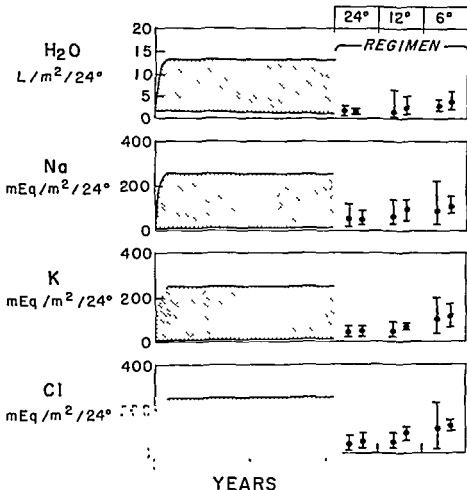 24° 12° 6°
REGIMEN
H₂O
L/m²/24°
20
15
10
5
0
Na
mEq/m²/24°
400
200
0
K
mEq/m²/24°
400
200
0
Cl
mEq/m²/24°
400
YEARS